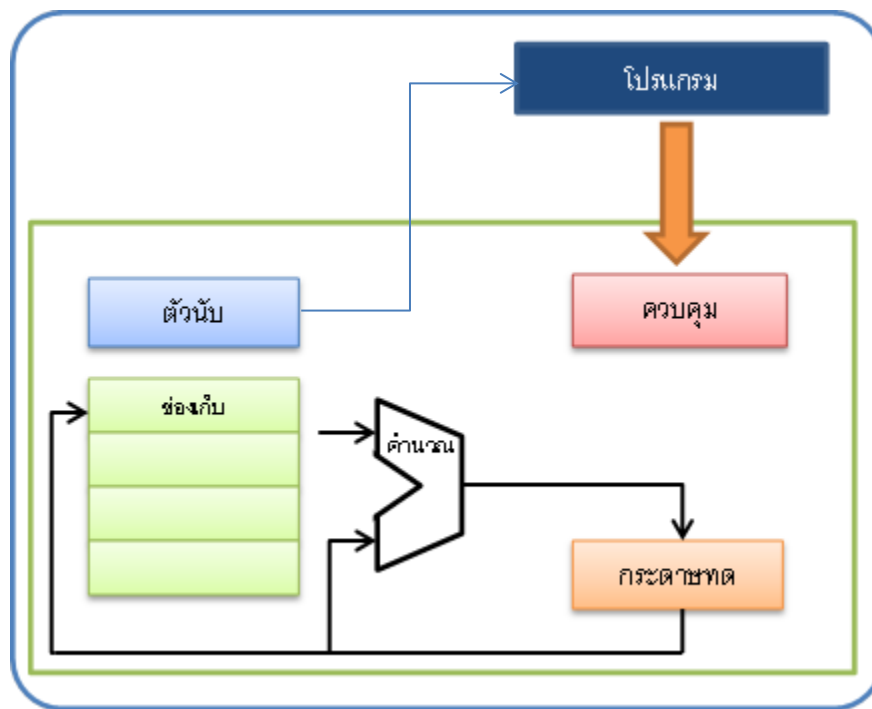 โปรแกรม
ตัวนับ
ควบคุม
ช่องเก็บ
คำนวณ
กระดาษทด